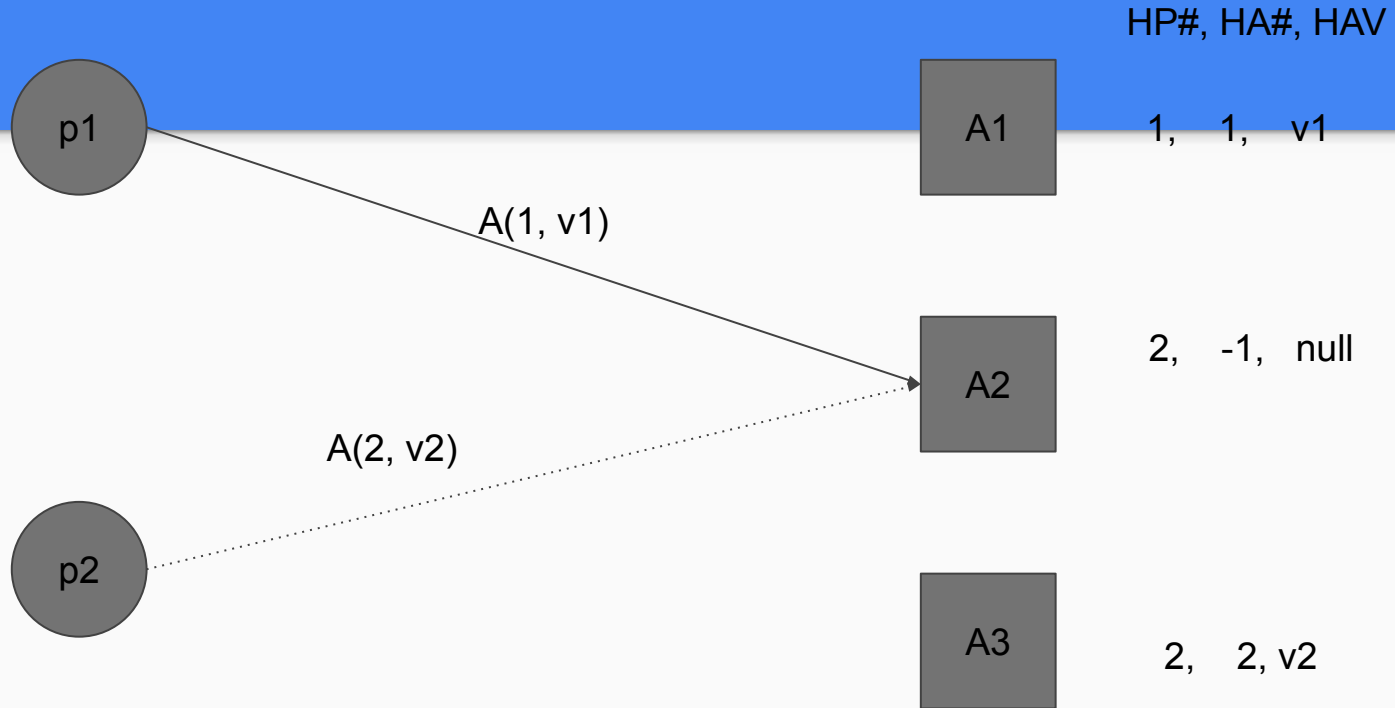 HP#, HA#, HAV
p1
A1
1, 1, v1
A(1, v1)
2, -1, null
A2
A(2, v2)
p2
A3
2, 2, v2